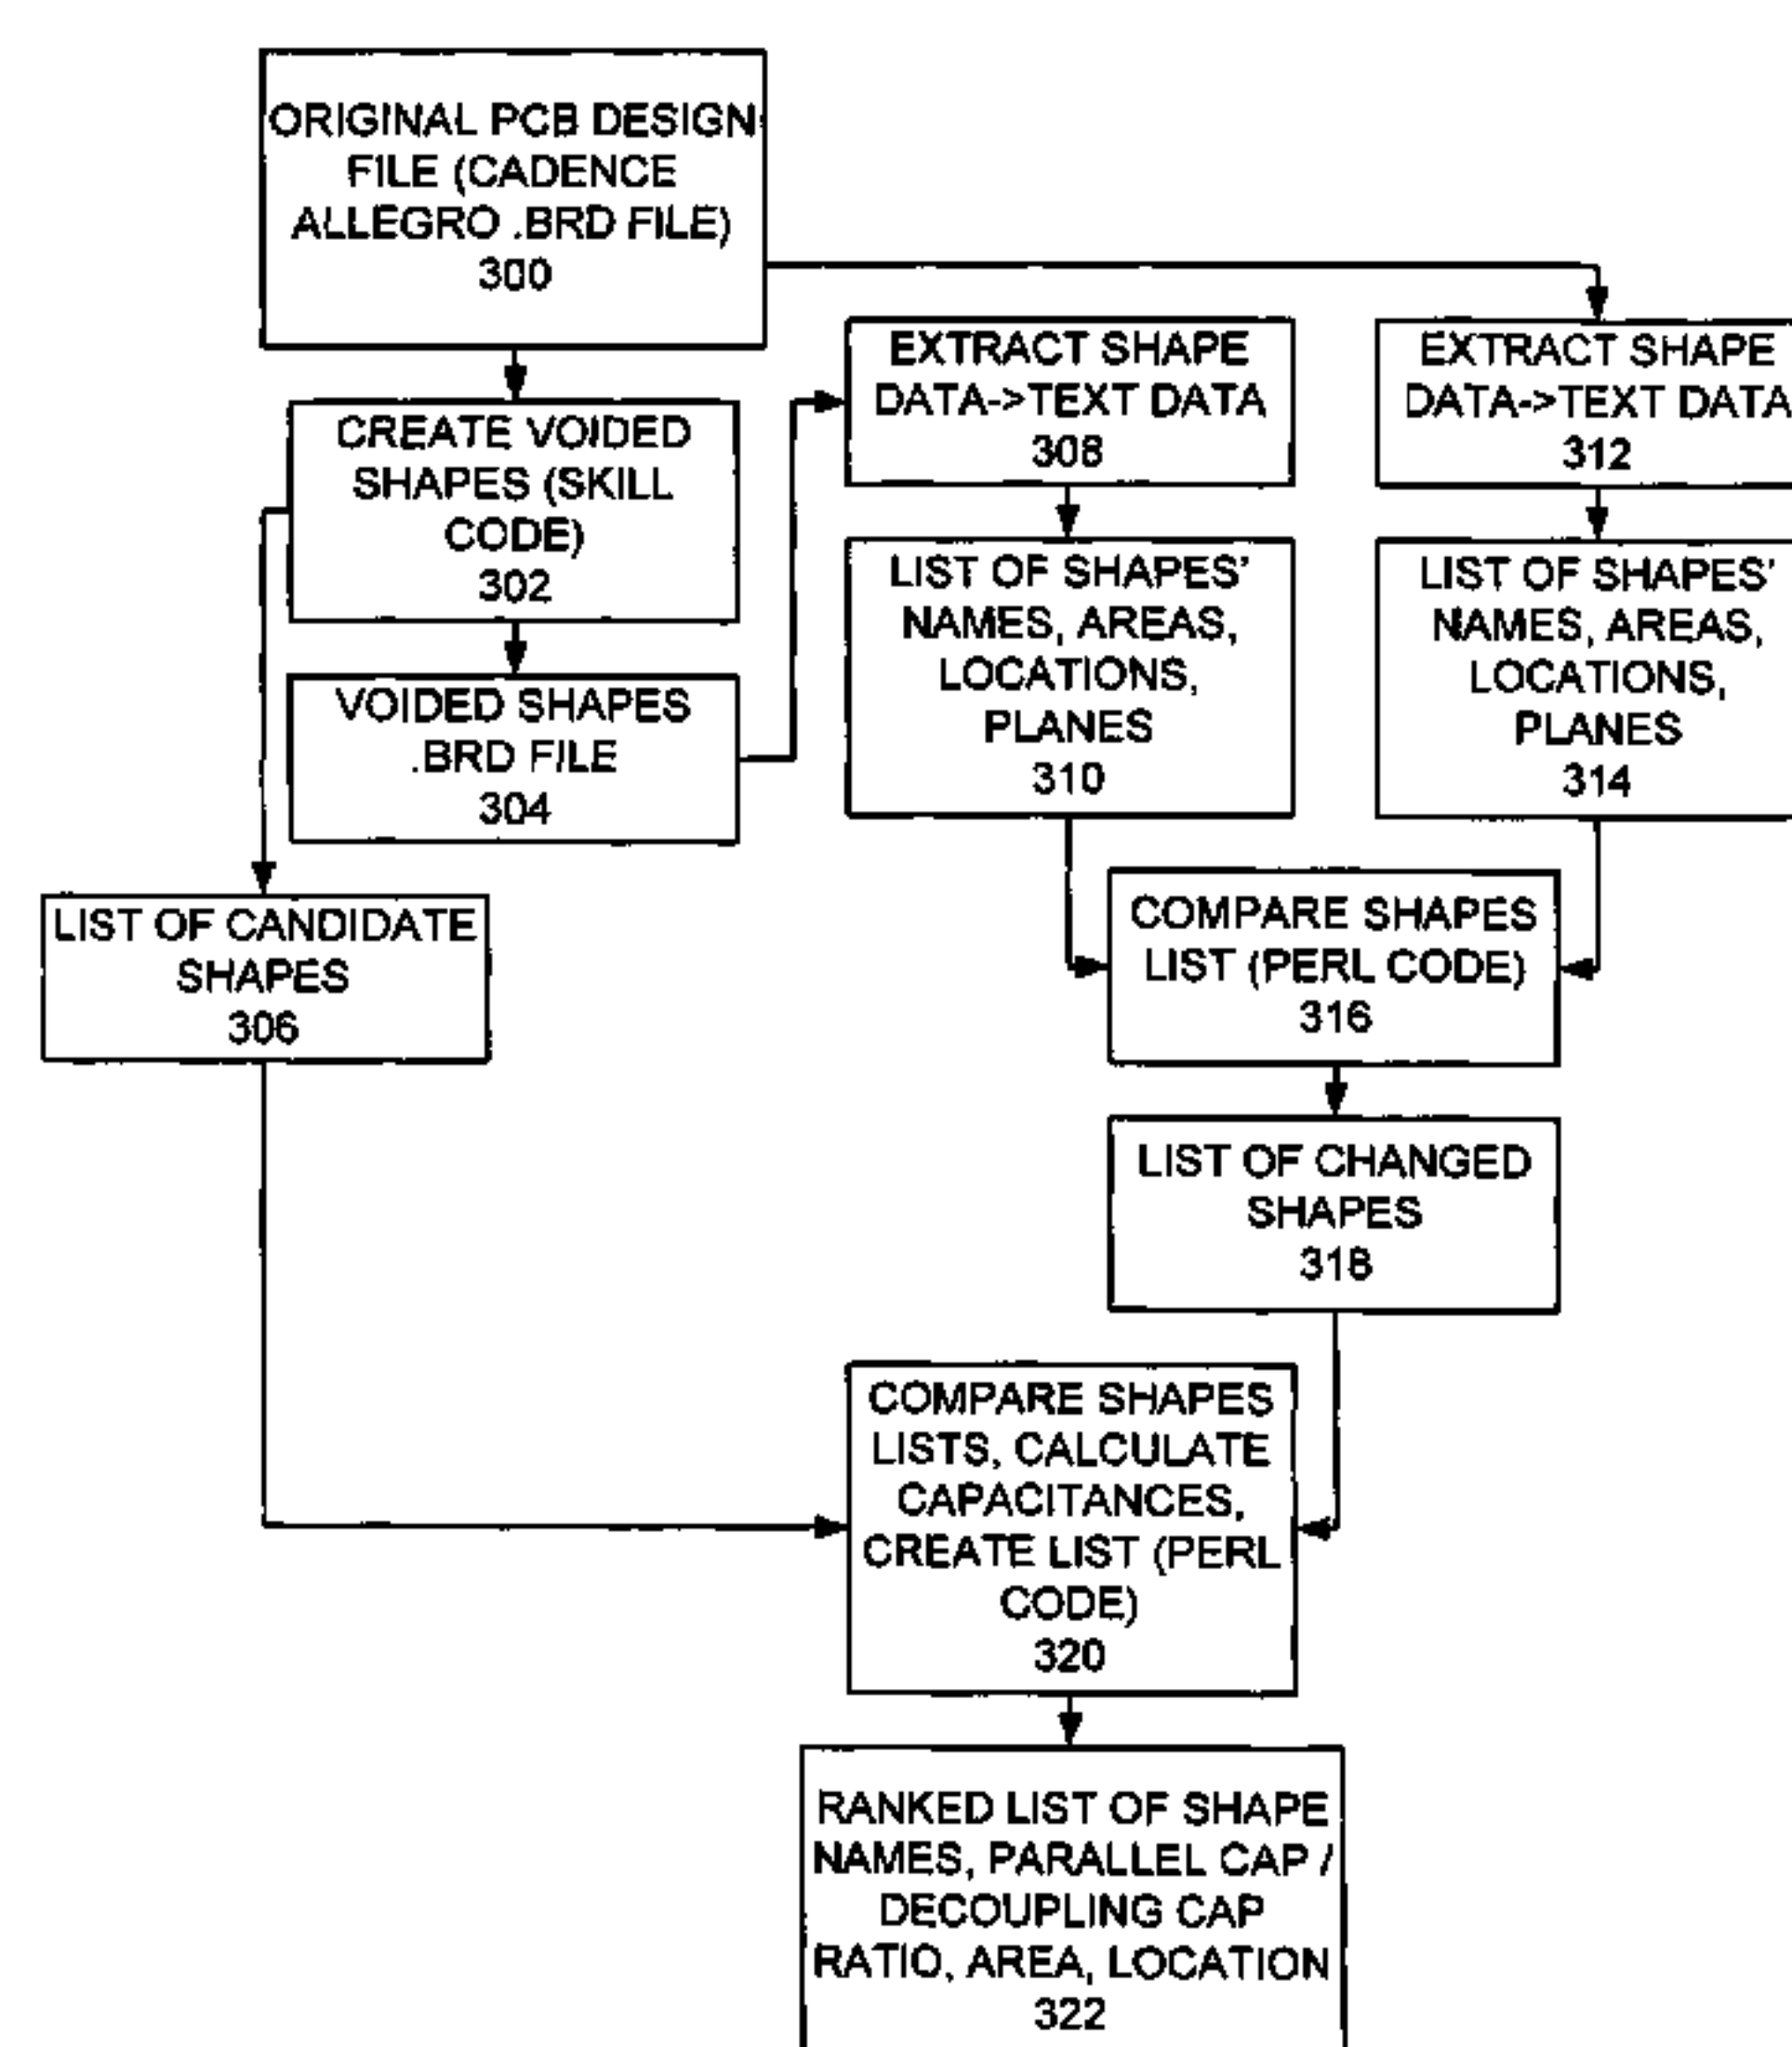 ORIGINAL PCB DESIGN
FILE (CADENCE
ALLEGRO .BRD FILE)
300
CREATE VOIDED
SHAPES (SKILL
CODE)
302
VOIDED SHAPES
.BRD FILE
304
LIST OF CANDIDATE
SHAPES
306
EXTRACT SHAPE
DATA->TEXT DATA
308
LIST OF SHAPES'
NAMES, AREAS,
LOCATIONS,
PLANES
310
EXTRACT SHAPE
DATA->TEXT DATA
312
LIST OF SHAPES'
NAMES, AREAS,
LOCATIONS,
PLANES
314
COMPARE SHAPES
LIST (PERL CODE)
316
LIST OF CHANGED
SHAPES
318
COMPARE SHAPES
LISTS, CALCULATE
CAPACITANCES,
CREATE LIST (PERL
CODE)
320
RANKED LIST OF SHAPE
NAMES, PARALLEL CAP /
DECOUPLING CAP
RATIO, AREA, LOCATION
322